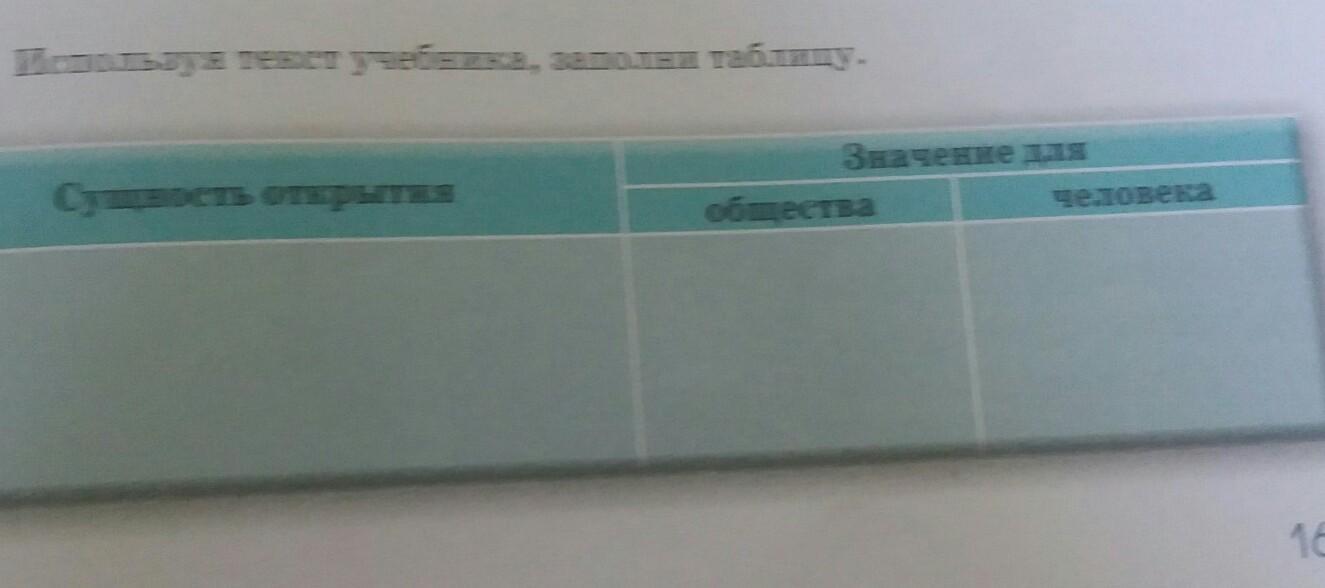 Используя текст учебника, заполни таблицу.
Сущность открытия
Значение для
общества
человека
16